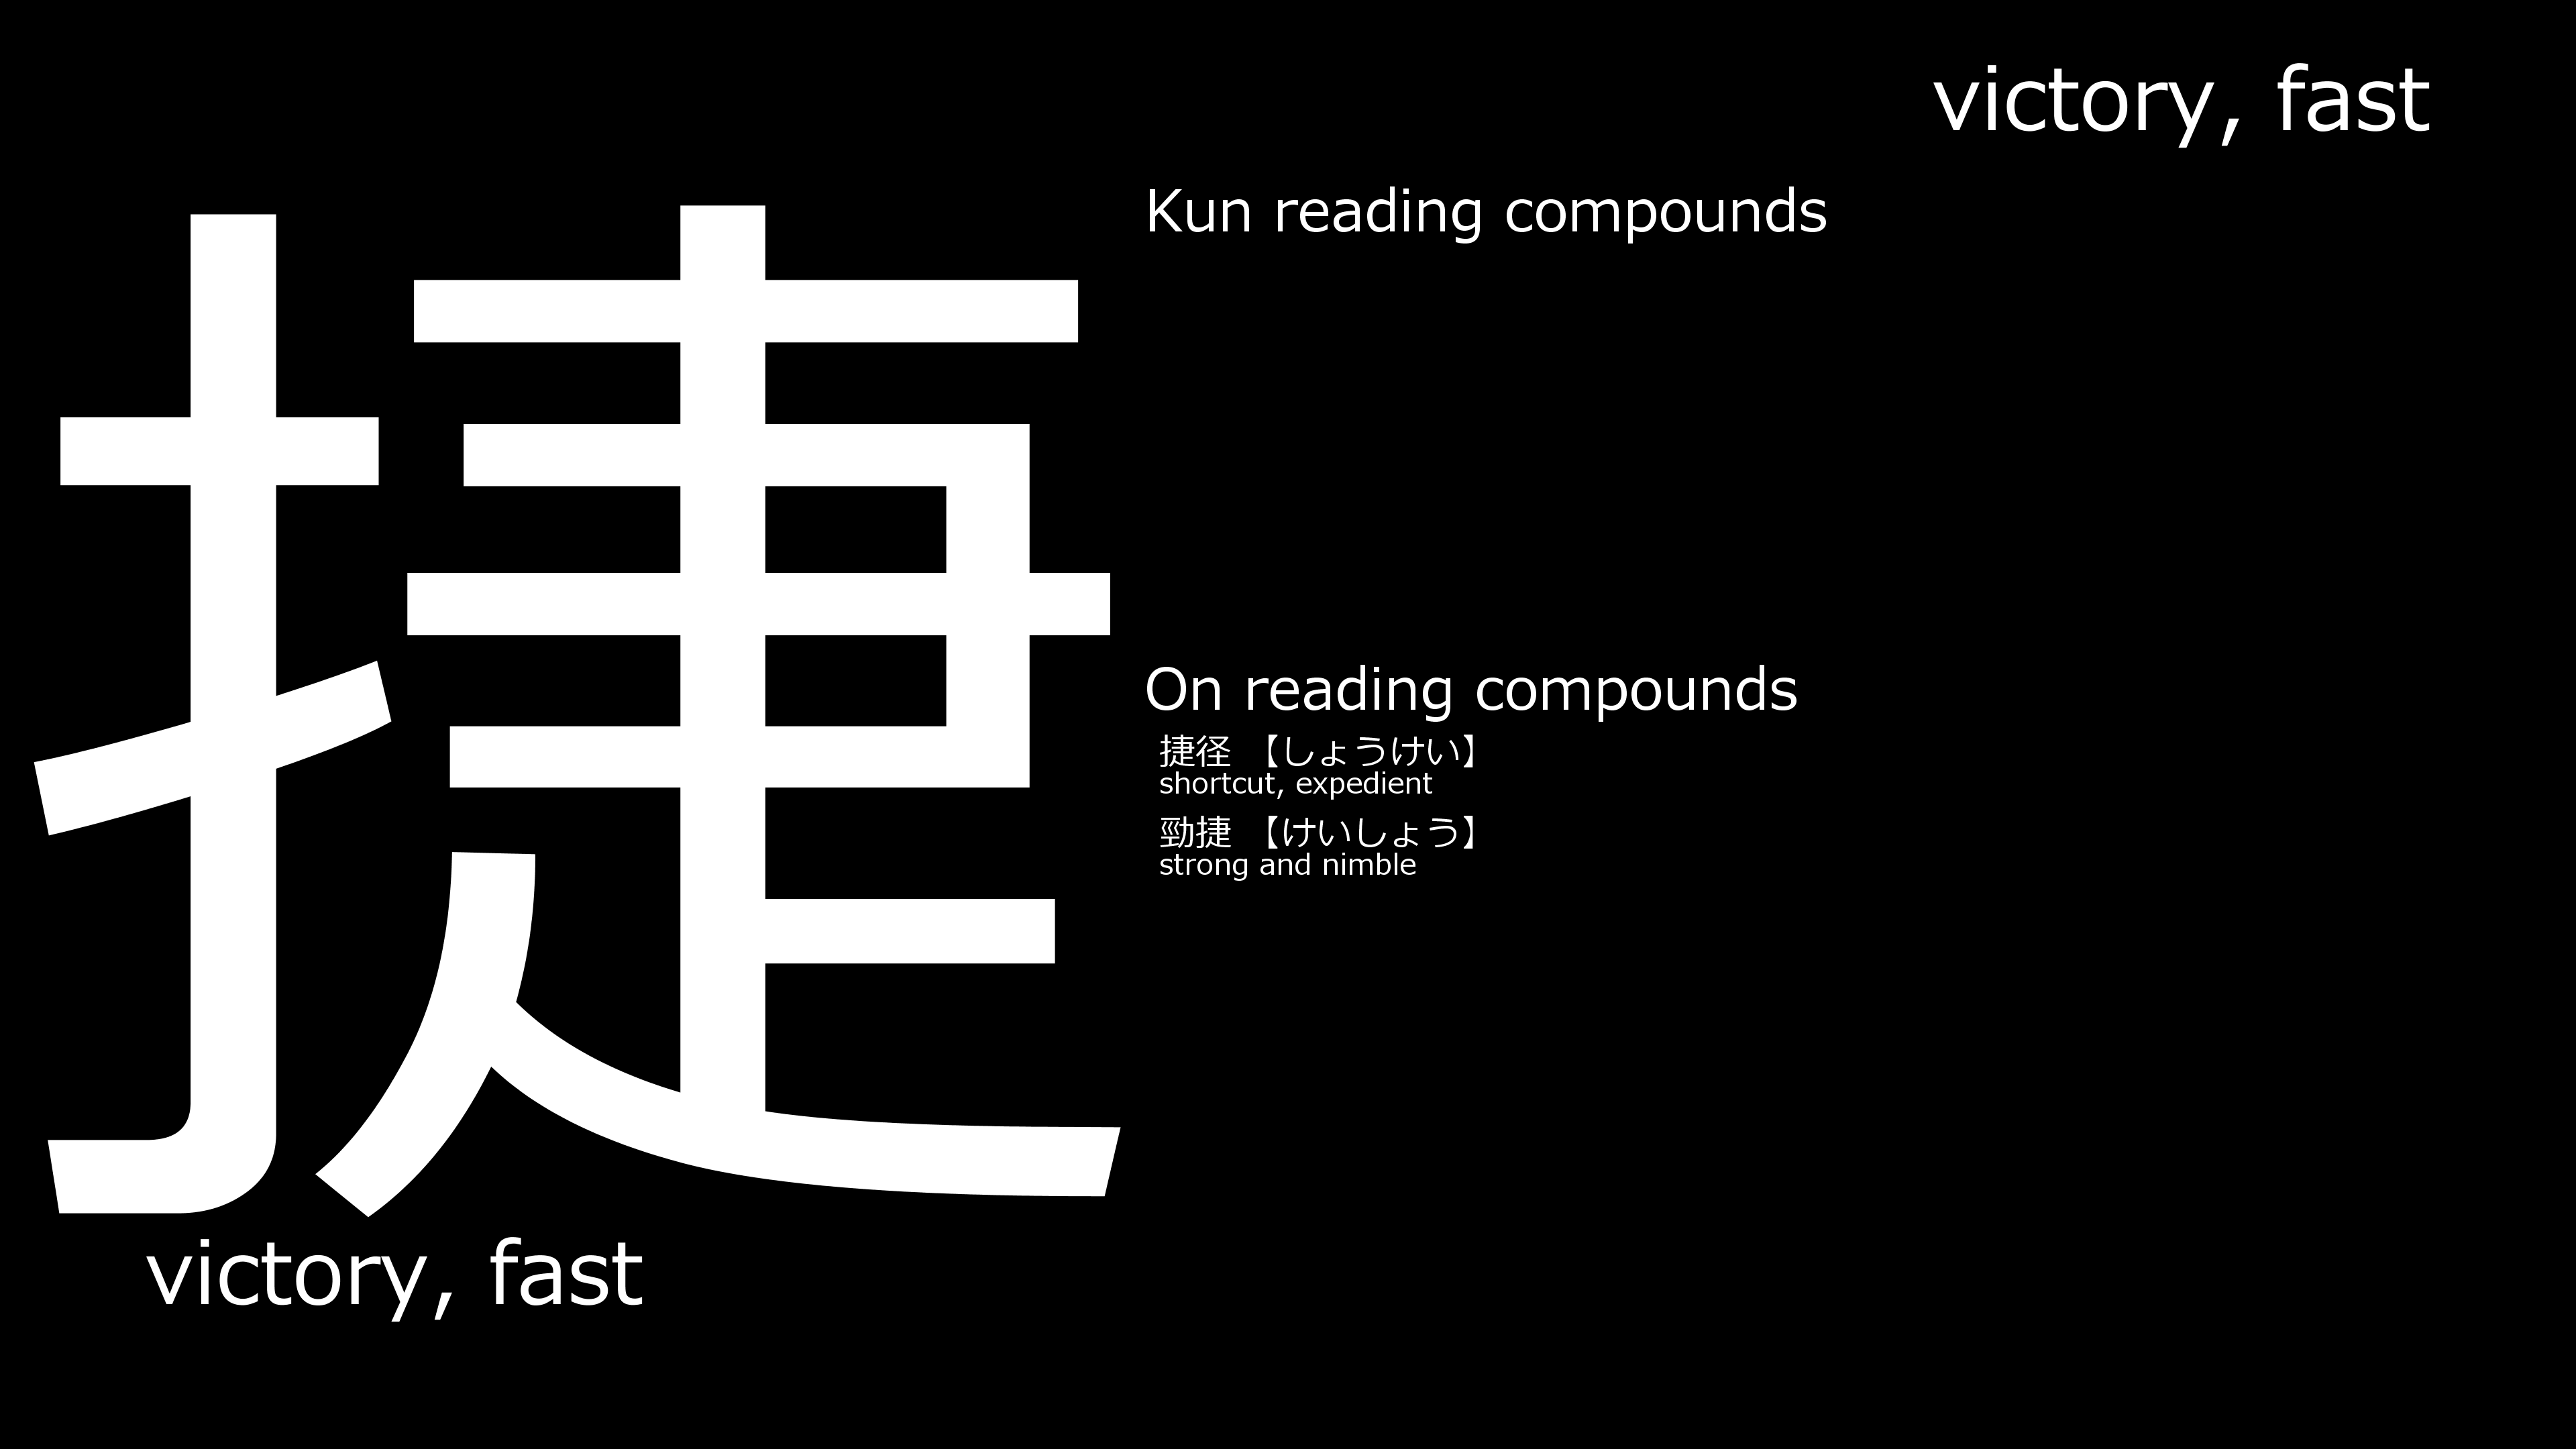 victory, fast
捷
victory, fast
Kun reading compounds
On reading compounds
捷径 【しょうけい】
shortcut, expedient
勁捷 【けいしょう】
strong and nimble